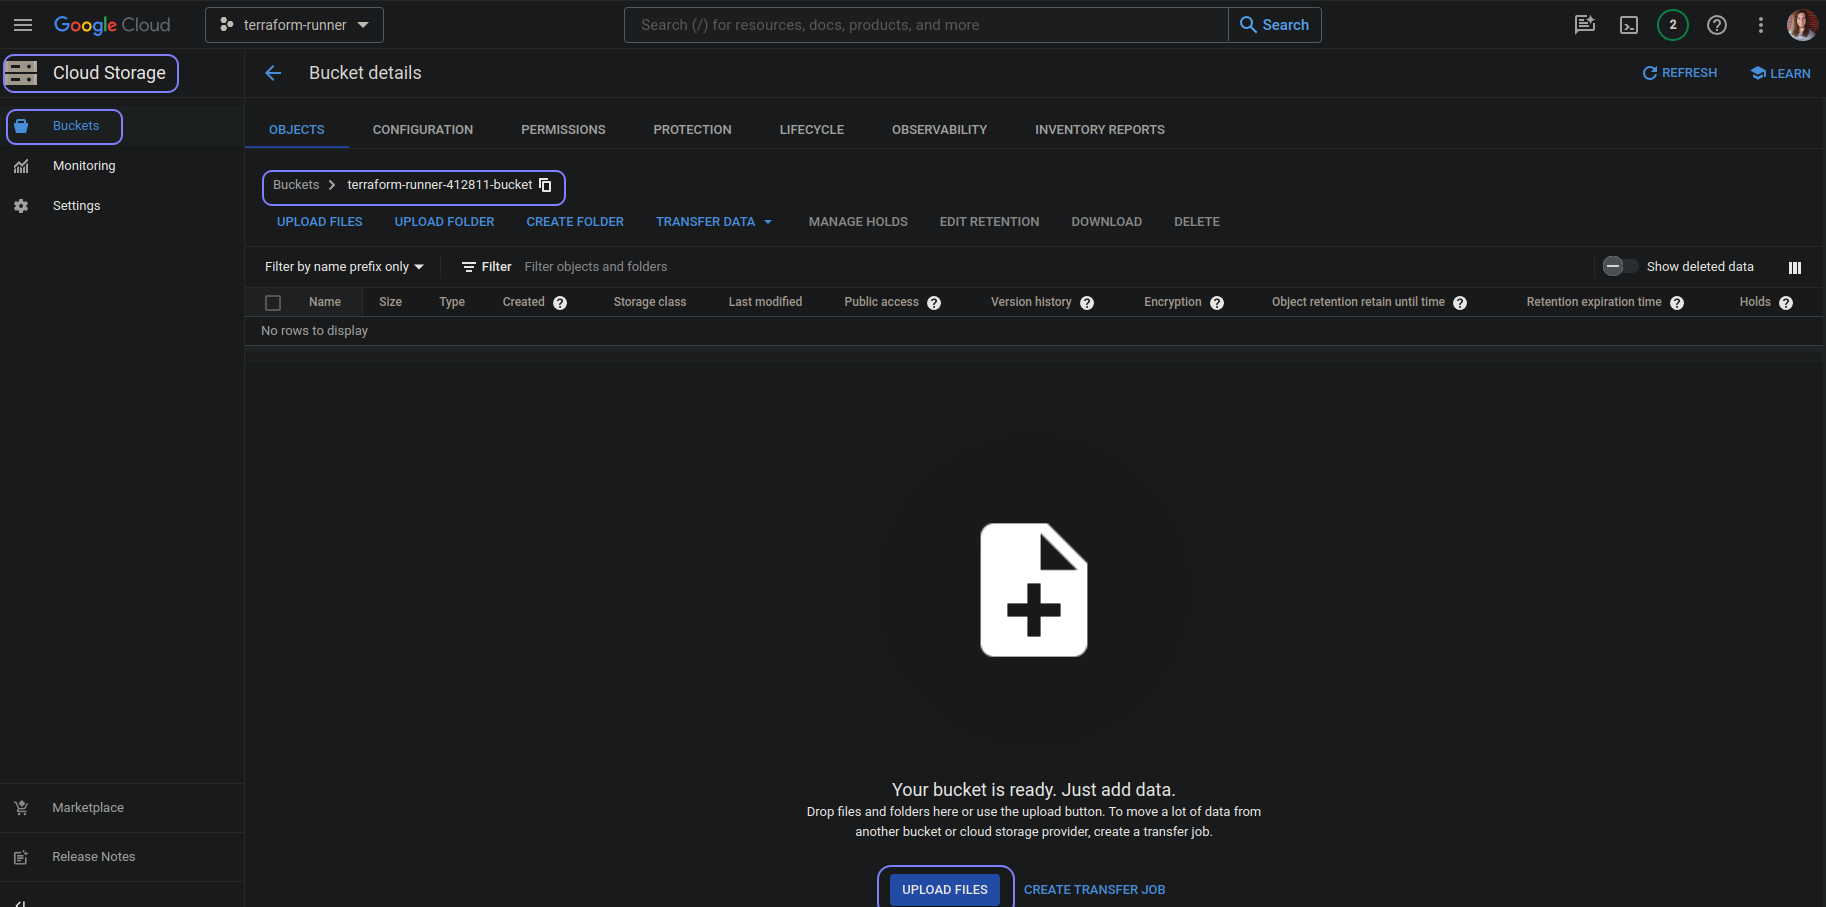 Google Cloud
terraform-runner
Search (/) for resources, docs, products, and more
Search
2
Cloud Storage
Bucket details
REFRESH
LEARN
Buckets
Monitoring
Settings
OBJECTS CONFIGURATION PERMISSIONS PROTECTION LIFECYCLE OBSERVABILITY INVENTORY REPORTS
Buckets > terraform-runner-412811-bucket
UPLOAD FILES UPLOAD FOLDER CREATE FOLDER TRANSFER DATA MANAGE HOLDS EDIT RETENTION DOWNLOAD DELETE
Filter by name prefix only Filter Filter objects and folders Show deleted data
Name Size Type Created ? Storage class Last modified Public access ? Version history ? Encryption ? Object retention retain until time ? Retention expiration time ? Holds ?
No rows to display
Your bucket is ready. Just add data.
Drop files and folders here or use the upload button. To move a lot of data from
another bucket or cloud storage provider, create a transfer job.
UPLOAD FILES CREATE TRANSFER JOB
Marketplace
Release Notes